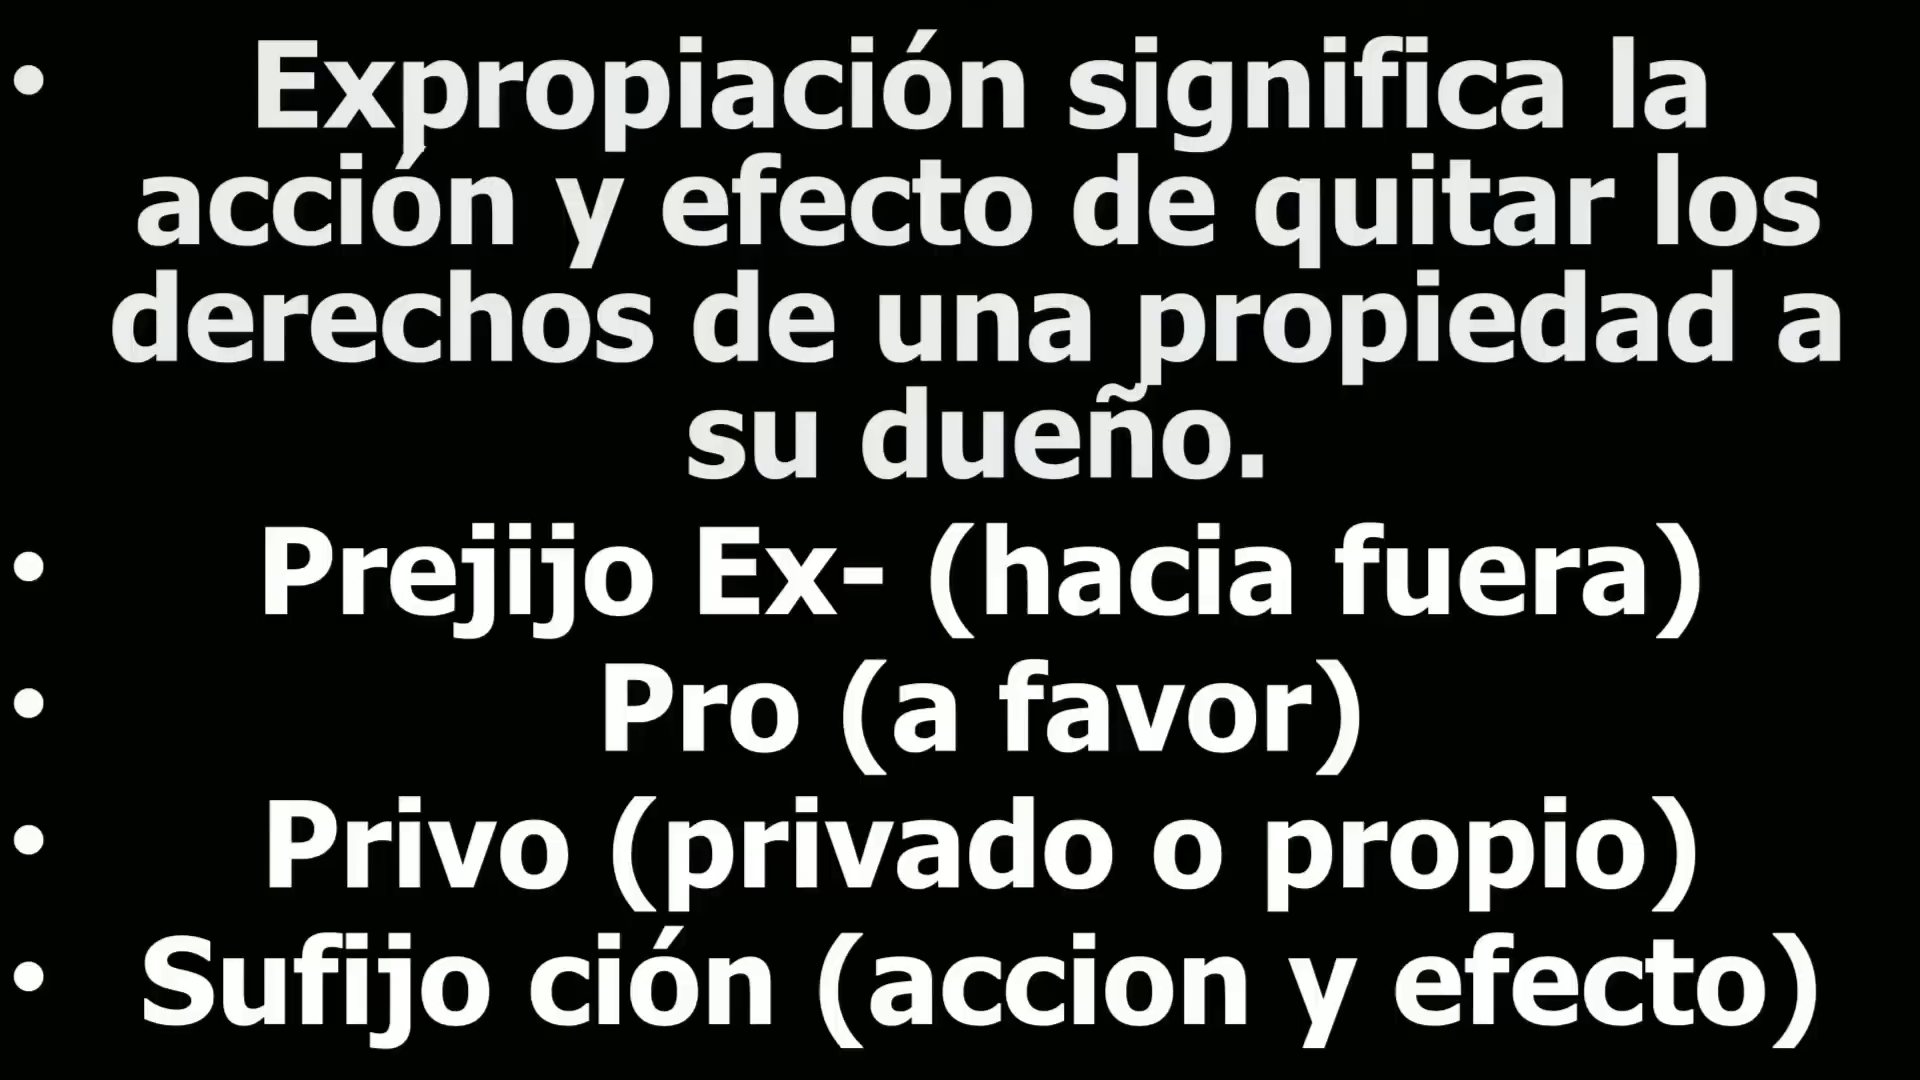 • Expropiación significa la
acción y efecto de quitar los
derechos de una propiedad a
su dueño.
• Prejijo Ex- (hacia fuera)
• Pro (a favor)
• Privo (privado o propio)
• Sufijo ción (accion y efecto)